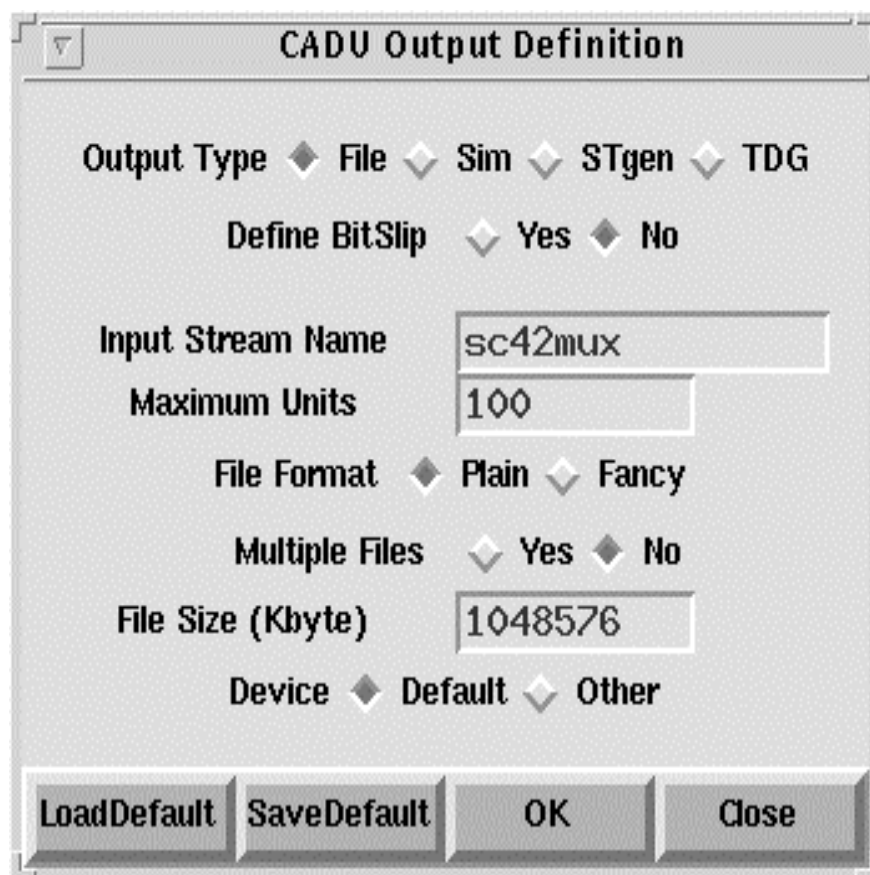 CADU Output Definition
Output Type File Sim STgen TDG
Define BitSlip Yes No
Input Stream Name sc42mux
Maximum Units 100
File Format Plain Fancy
Multiple Files Yes No
File Size (Kbyte) 1048576
Device Default Other
LoadDefault SaveDefault OK Close